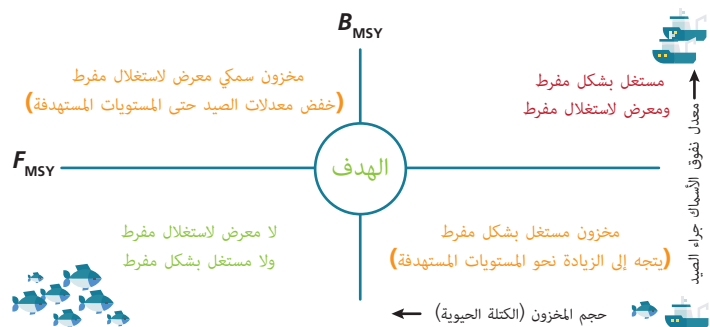 B MSY
مستغل بشكل مفرط
ومعرض لاستغلال مفرط
مخزون سمكي معرض لاستغلال مفرط
(خفض معدلات الصيد حتى المستويات المستهدفة)
معدل نفوق الأسماك جراء الصيد
F MSY
الهدف
مخزون مستغل بشكل مفرط
(يتجه إلى الزيادة نحو المستويات المستهدفة)
لا معرض لاستغلال مفرط
ولا مستغل بشكل مفرط
حجم المخزون (الكتلة الحيوية)